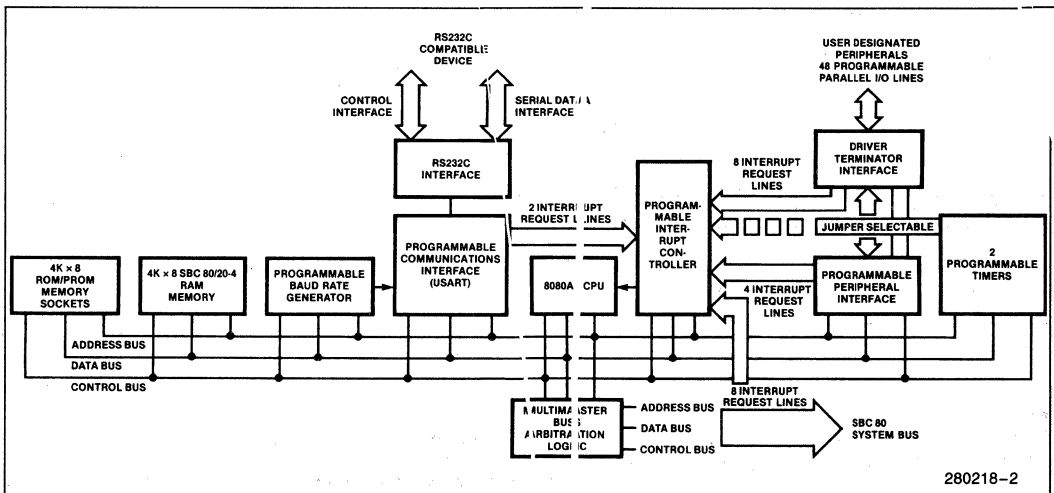 RS232C
COMPATIBLE
DEVICE
USER DESIGNATED
PERIPHERALS
48 PROGRAMMABLE
PARALLEL I/O LINES
CONTROL
INTERFACE
SERIAL DATA
INTERFACE
RS232C
INTERFACE
8 INTERRUPT
REQUEST
LINES
DRIVER
TERMINATOR
INTERFACE
2 INTERRUPT
REQUEST LINES
PROGRAM-
MABLE
INTER-
RUPT
CON-
TROLLER
JUMPER SELECTABLE
4K × 8
ROM/PROM
MEMORY
SOCKETS
4K × 8 SBC 80/20-4
RAM
MEMORY
PROGRAMMABLE
BAUD RATE
GENERATOR
PROGRAMMABLE
COMMUNICATIONS
INTERFACE
(USART)
8080A CPU
4 INTERRUPT
REQUEST
LINES
PROGRAMMABLE
PERIPHERAL
INTERFACE
2
PROGRAMMABLE
TIMERS
ADDRESS BUS
DATA BUS
CONTROL BUS
8 INTERRUPT
REQUEST LINES
MULTIMASTER
BUS
ARBITRATION
LOGIC
ADDRESS BUS
DATA BUS
CONTROL BUS
SBC 80
SYSTEM BUS
280218-2